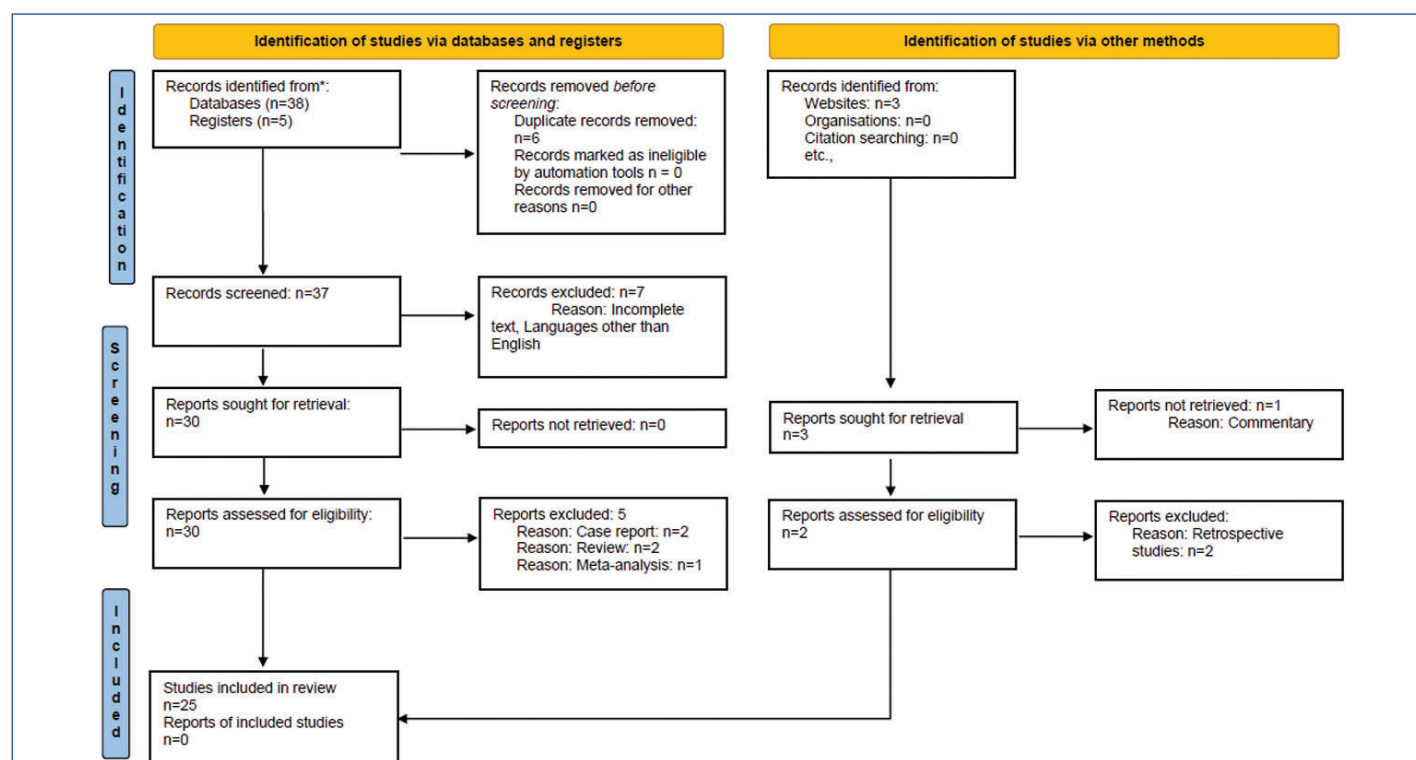 Identification of studies via databases and registers
Identification of studies via other methods
Identification
Records identified from*:
Databases (n=38)
Registers (n=5)
Records removed before
screening:
Duplicate records removed:
n=6
Records marked as ineligible
by automation tools n = 0
Records removed for other
reasons n=0
Records identified from:
Websites: n=3
Organisations: n=0
Citation searching: n=0
etc.,
Records screened: n=37
Records excluded: n=7
Reason: Incomplete
text, Languages other than
English
Screening
Reports sought for retrieval:
n=30
Reports not retrieved: n=0
Reports sought for retrieval
n=3
Reports not retrieved: n=1
Reason: Commentary
Reports assessed for eligibility:
n=30
Reports excluded: 5
Reason: Case report: n=2
Reason: Review: n=2
Reason: Meta-analysis: n=1
Reports assessed for eligibility
n=2
Reports excluded:
Reason: Retrospective
studies: n=2
Included
Studies included in review
n=25
Reports of included studies
n=0